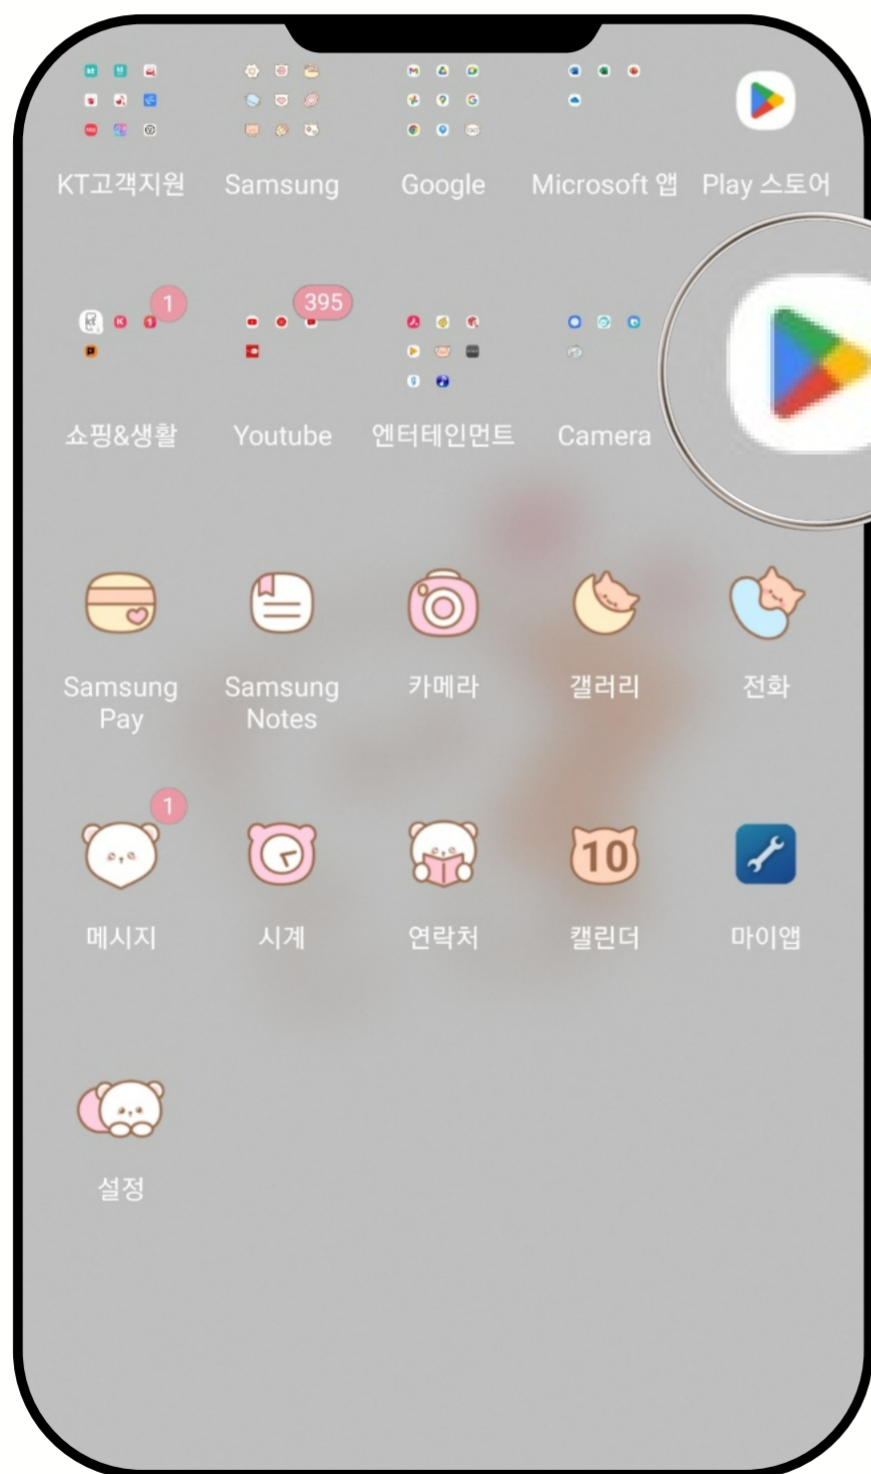 KT고객지원
Samsung
Google
Microsoft 앱
Play 스토어
1
395
쇼핑&생활
Youtube
엔터테인먼트
Camera
Samsung
Pay
Samsung
Notes
카메라
갤러리
전화
1
10
메시지
시계
연락처
캘린더
마이앱
설정